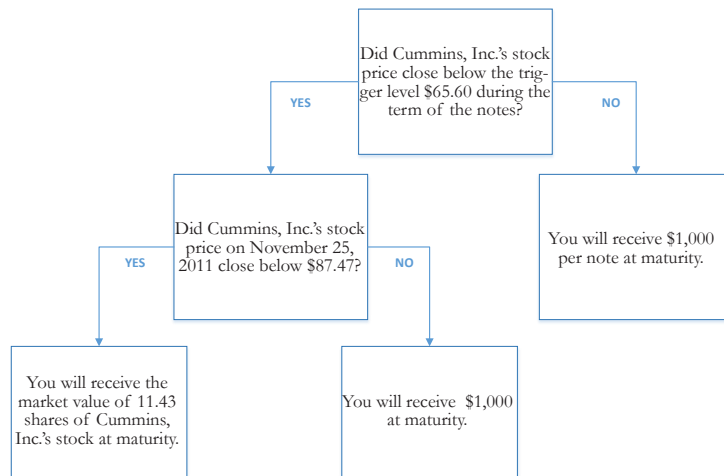 Did Cummins, Inc.'s stock
price close below the trig-
ger level $65.60 during the
term of the notes?
YES
NO
Did Cummins, Inc.'s stock
price on November 25,
2011 close below $87.47?
You will receive $1,000
per note at maturity.
YES
NO
You will receive the
market value of 11.43
shares of Cummins,
Inc.'s stock at maturity.
You will receive $1,000
at maturity.